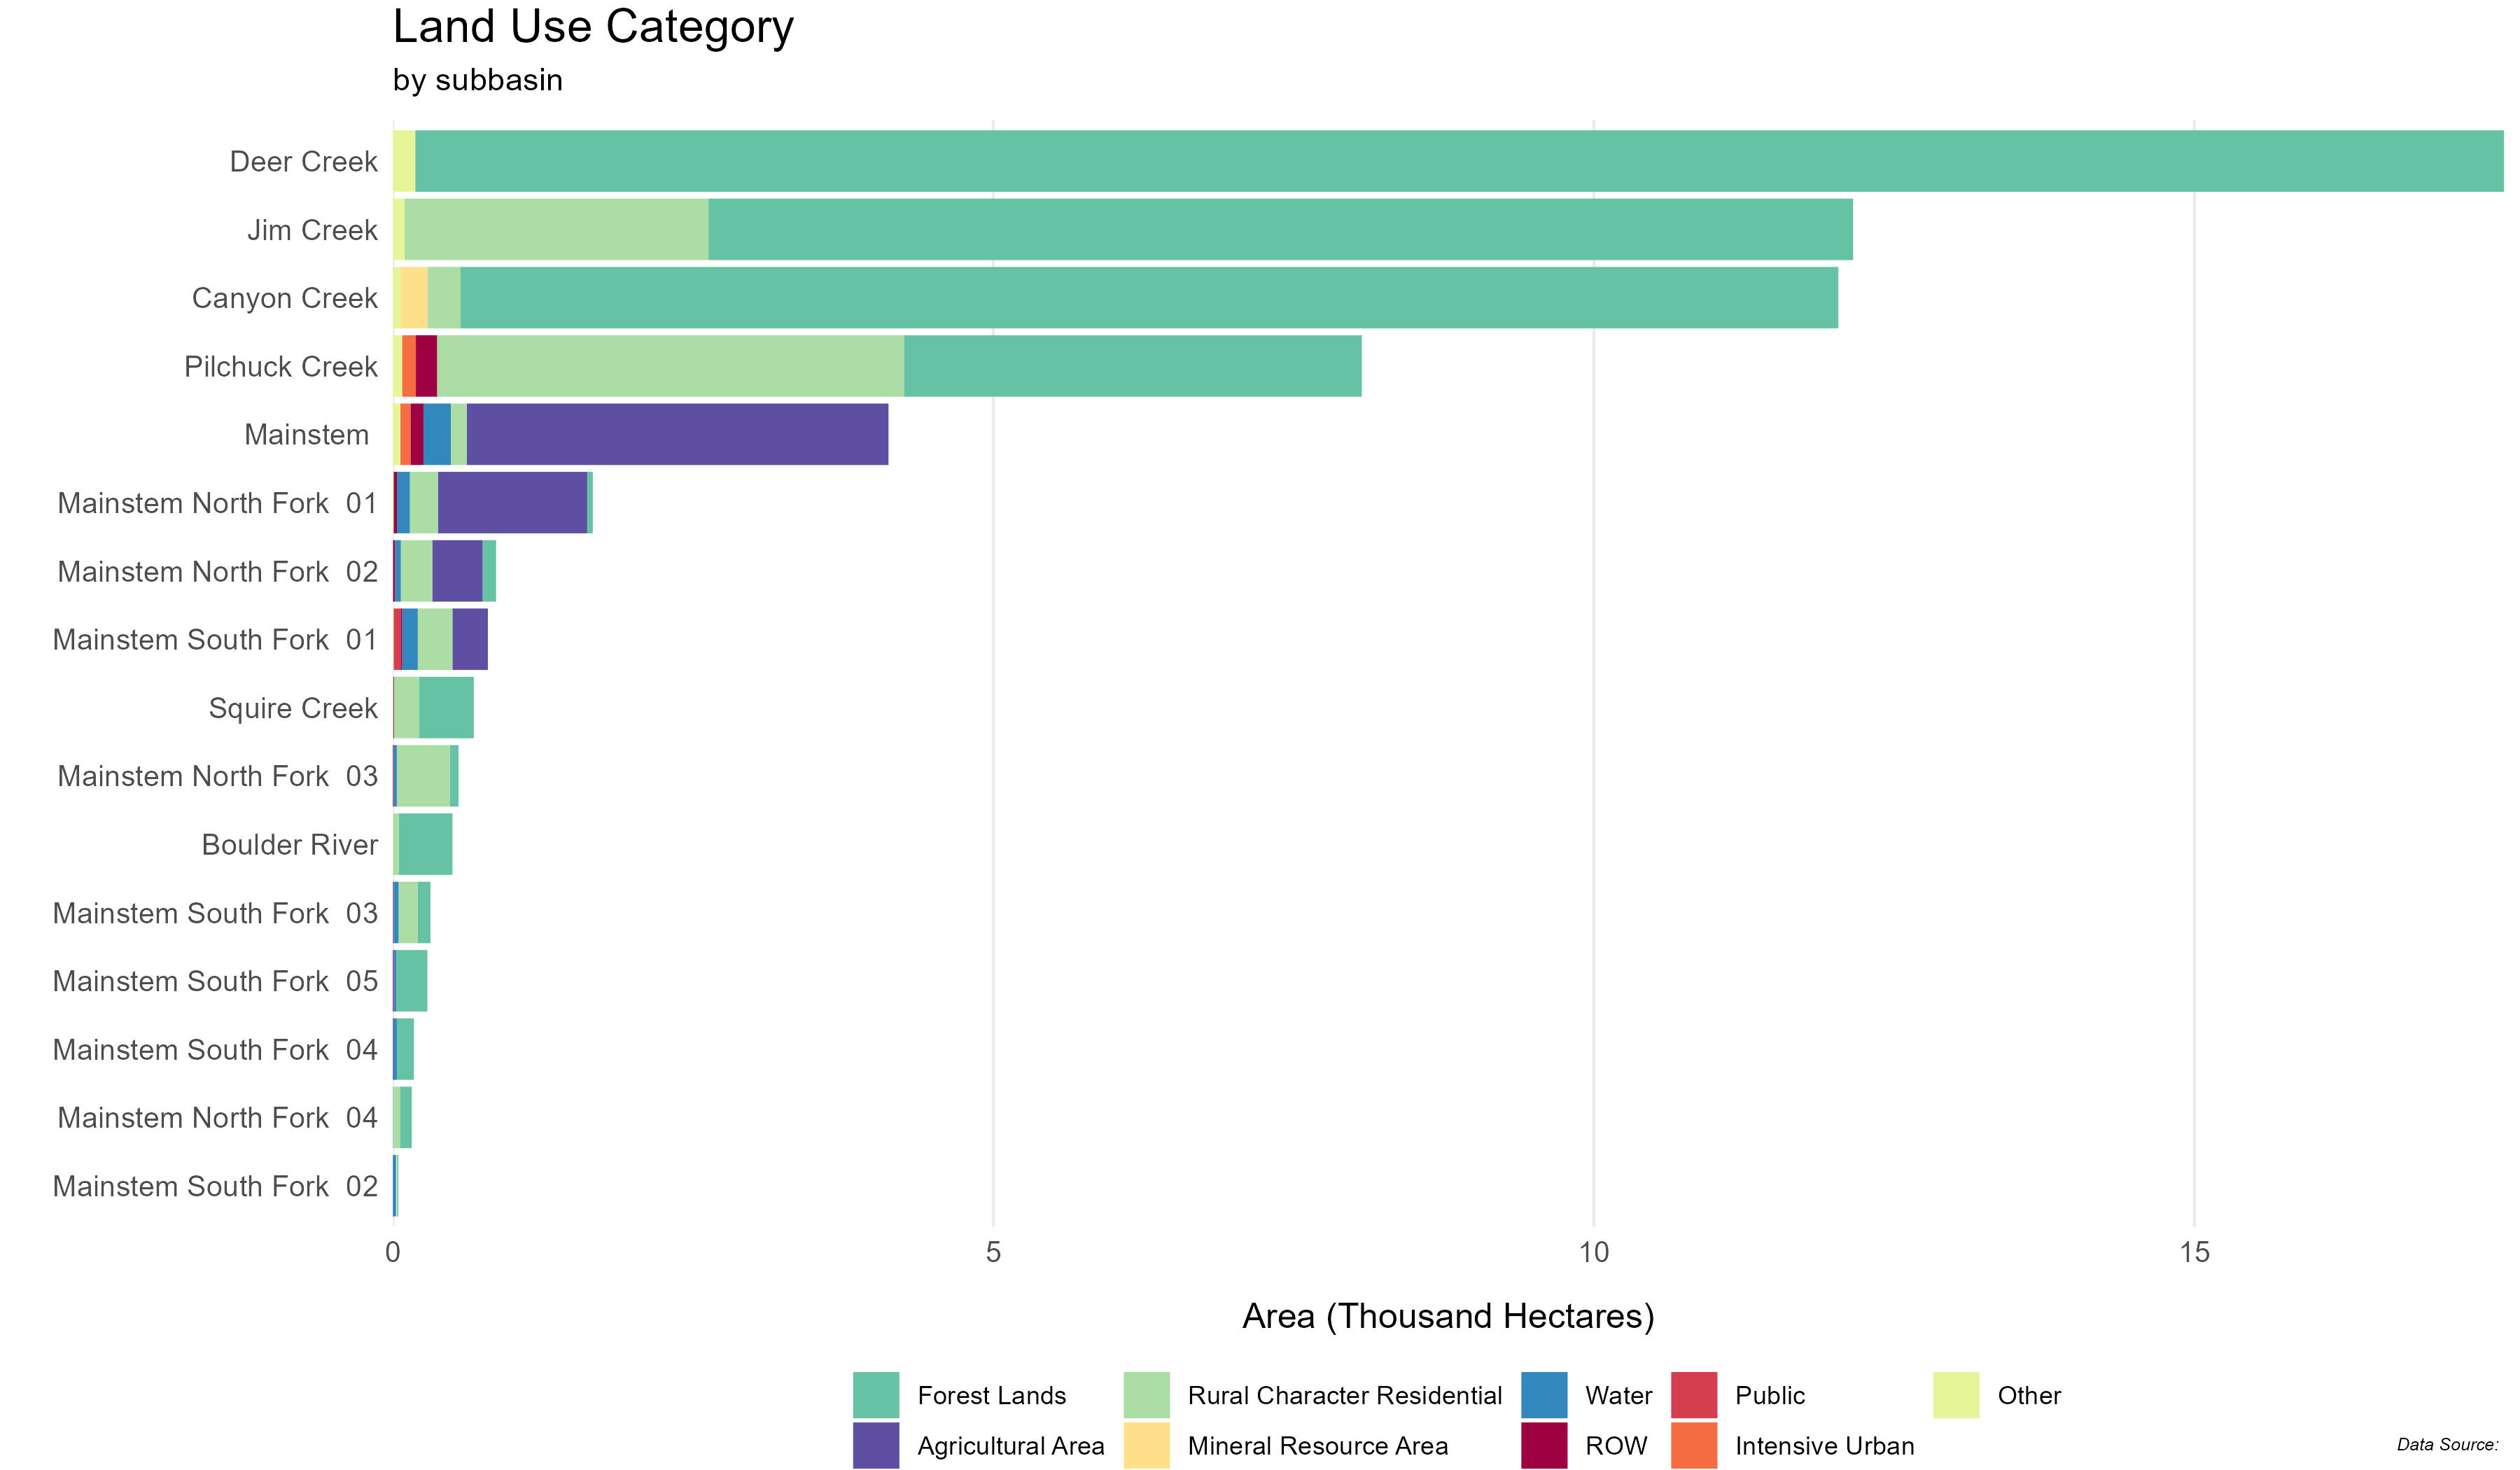 Land Use Category
by subbasin
Deer Creek
Jim Creek
Canyon Creek
Pilchuck Creek
Mainstem
Mainstem North Fork  01
Mainstem North Fork  02
Mainstem South Fork  01
Squire Creek
Mainstem North Fork  03
Boulder River
Mainstem South Fork  03
Mainstem South Fork  05
Mainstem South Fork  04
Mainstem North Fork  04
Mainstem South Fork  02
0 5 10 15
Area (Thousand Hectares)
Forest Lands Rural Character Residential Water Public Other
Agricultural Area Mineral Resource Area ROW Intensive Urban
Data Source: